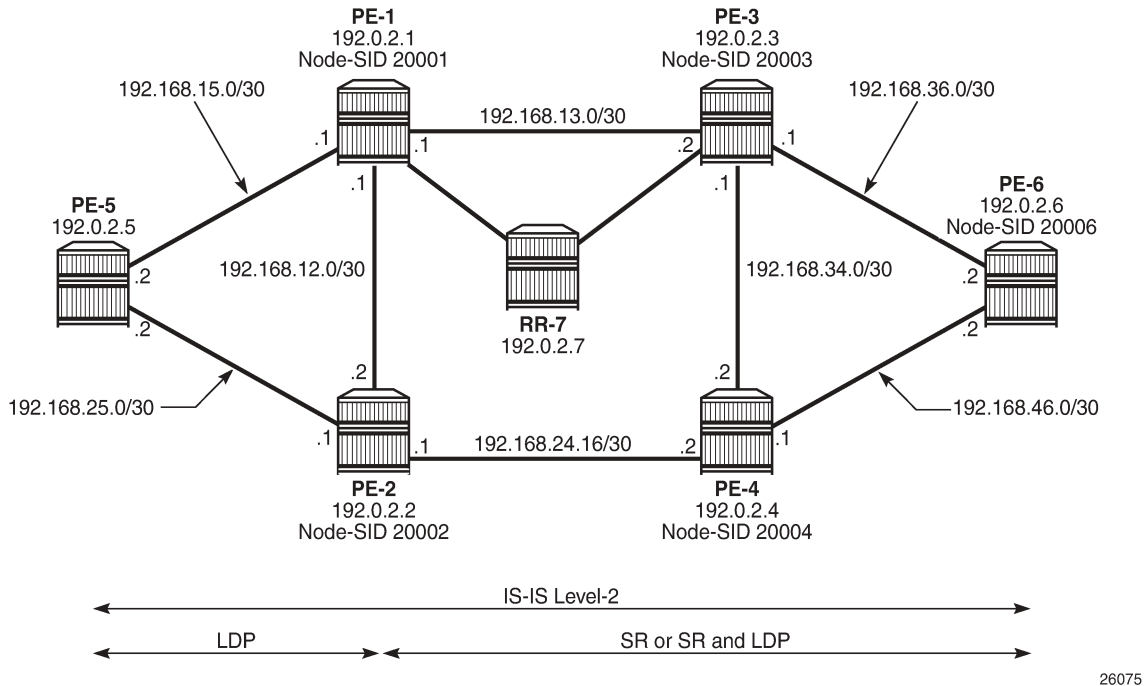 PE-1
192.0.2.1
Node-SID 20001
PE-3
192.0.2.3
Node-SID 20003
192.168.15.0/30
192.168.13.0/30
192.168.36.0/30
.1
.1
.2
.1
.1
.1
PE-5
192.0.2.5
PE-6
192.0.2.6
Node-SID 20006
.2
192.168.12.0/30
192.168.34.0/30
.2
RR-7
192.0.2.7
.2
.2
.2
.2
192.168.25.0/30
192.168.46.0/30
.1
.1
192.168.24.16/30
.2
.1
PE-2
192.0.2.2
Node-SID 20002
PE-4
192.0.2.4
Node-SID 20004
IS-IS Level-2
LDP
SR or SR and LDP
26075